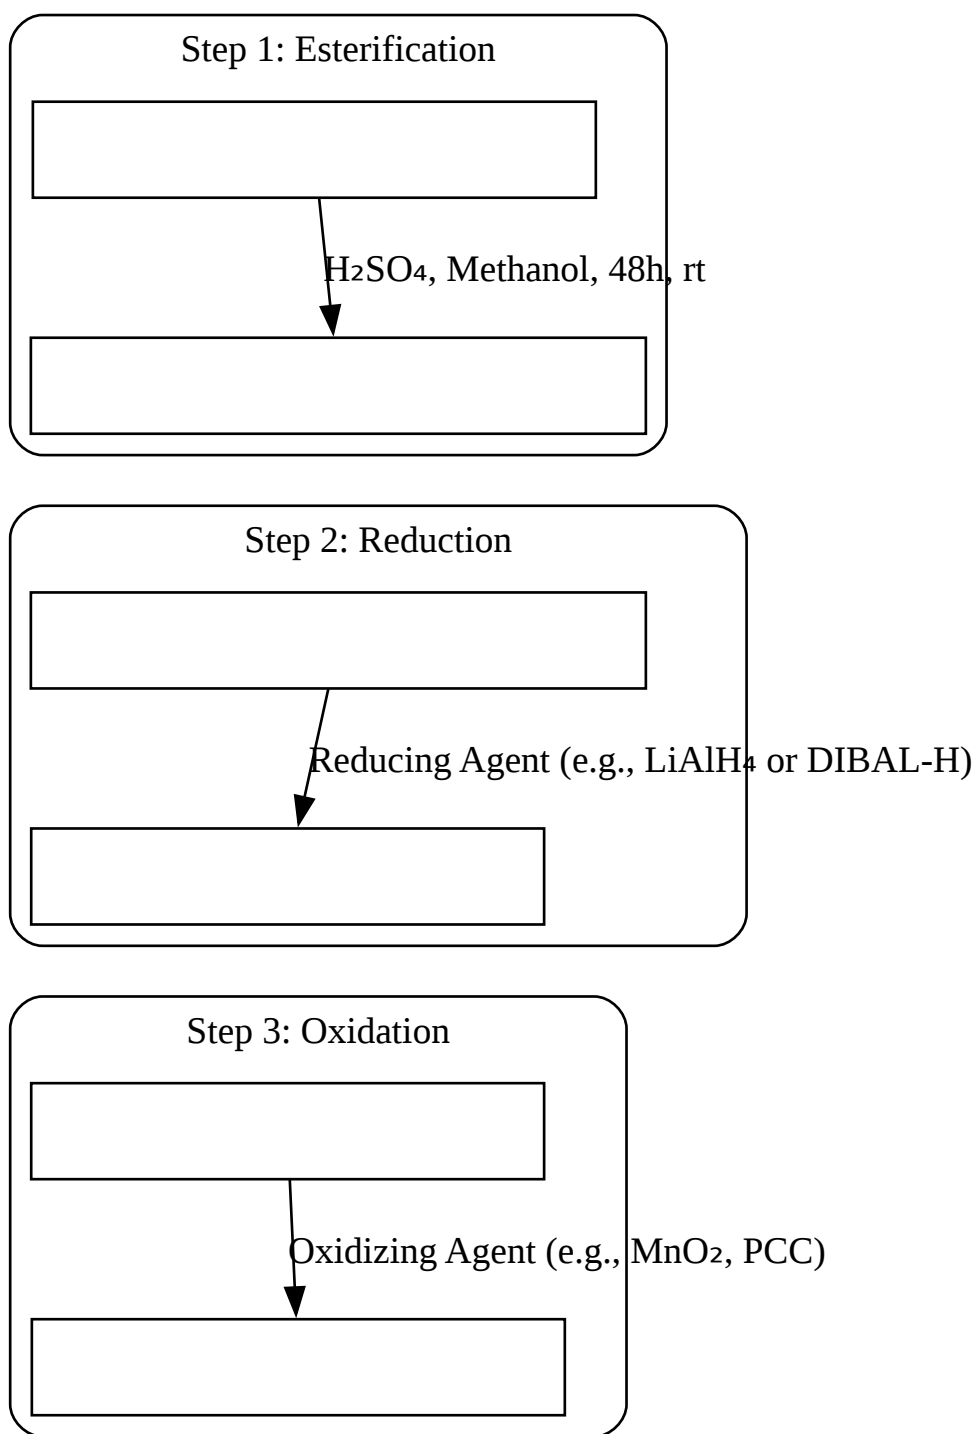 Step 1: Esterification
H₂SO₄, Methanol, 48h, rt
Step 2: Reduction
Reducing Agent (e.g., LiAlH₄ or DIBAL-H)
Step 3: Oxidation
Oxidizing Agent (e.g., MnO₂, PCC)